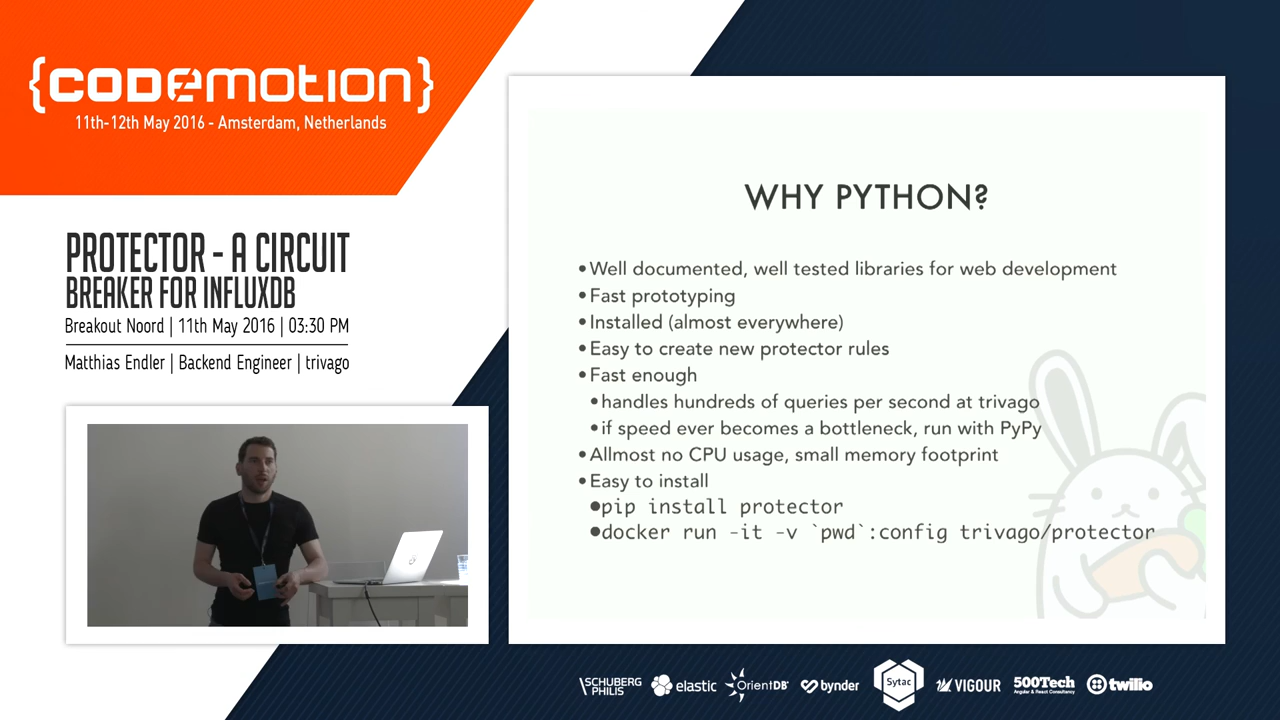 {codemotion}
11th-12th May 2016 - Amsterdam, Netherlands
PROTECTOR - A CIRCUIT
BREAKER FOR INFLUXDB
Breakout Noord | 11th May 2016 | 03:30 PM
Matthias Endler | Backend Engineer | trivago
WHY PYTHON?
•Well documented, well tested libraries for web development
•Fast prototyping
•Installed (almost everywhere)
•Easy to create new protector rules
•Fast enough
•handles hundreds of queries per second at trivago
•if speed ever becomes a bottleneck, run with PyPy
•Allmost no CPU usage, small memory footprint
•Easy to install
•pip install protector
•docker run -it -v `pwd`:config trivago/protector
SCHUBERG
PHILIS
elastic
OrientDB
bynder
Sytac
VIGOUR
500Tech
Angular & React Consultancy
twilio